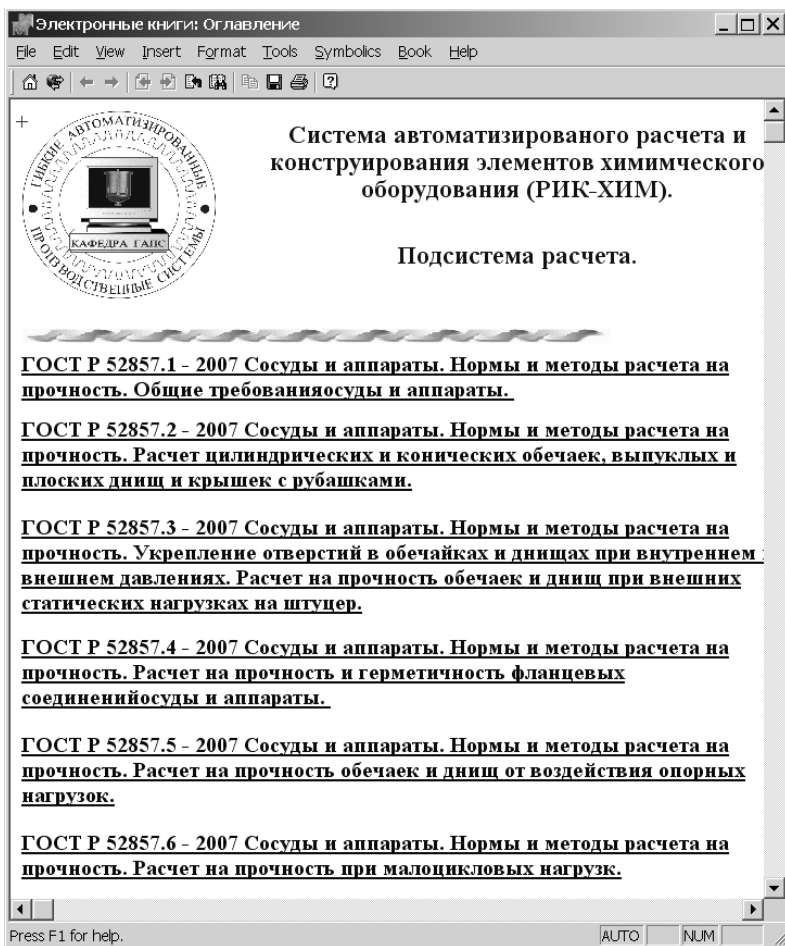 Электронные книги: Оглавление
File Edit View Insert Format Tools Symbolics Book Help
ГИБКИЕ АВТОМАТИЗИРОВАННЫЕ
ПРОИЗВОДСТВЕННЫЕ СИСТЕМЫ
КАФЕДРА ГАПС
Система автоматизированого расчета и
конструирования элементов химимческого
оборудования (РИК-ХИМ).
Подсистема расчета.
ГОСТ Р 52857.1 - 2007 Сосуды и аппараты. Нормы и методы расчета на
прочность. Общие требованияосуды и аппараты.
ГОСТ Р 52857.2 - 2007 Сосуды и аппараты. Нормы и методы расчета на
прочность. Расчет цилиндрических и конических обечаек, выпуклых и
плоских днищ и крышек с рубашками.
ГОСТ Р 52857.3 - 2007 Сосуды и аппараты. Нормы и методы расчета на
прочность. Укрепление отверстий в обечайках и днищах при внутреннем
внешнем давлениях. Расчет на прочность обечаек и днищ при внешних
статических нагрузках на штуцер.
ГОСТ Р 52857.4 - 2007 Сосуды и аппараты. Нормы и методы расчета на
прочность. Расчет на прочность и герметичность фланцевых
соединенийосуды и аппараты.
ГОСТ Р 52857.5 - 2007 Сосуды и аппараты. Нормы и методы расчета на
прочность. Расчет на прочность обечаек и днищ от воздействия опорных
нагрузок.
ГОСТ Р 52857.6 - 2007 Сосуды и аппараты. Нормы и методы расчета на
прочность. Расчет на прочность при малоцикловых нагрузк.
Press F1 for help. AUTO NUM